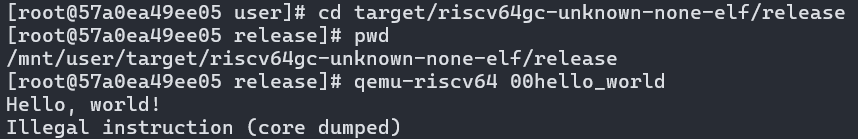 [root@57a0ea49ee05 user]# cd target/riscv64gc-unknown-none-elf/release
[root@57a0ea49ee05 release]# pwd
/mnt/user/target/riscv64gc-unknown-none-elf/release
[root@57a0ea49ee05 release]# qemu-riscv64 00hello_world
Hello, world!
Illegal instruction (core dumped)